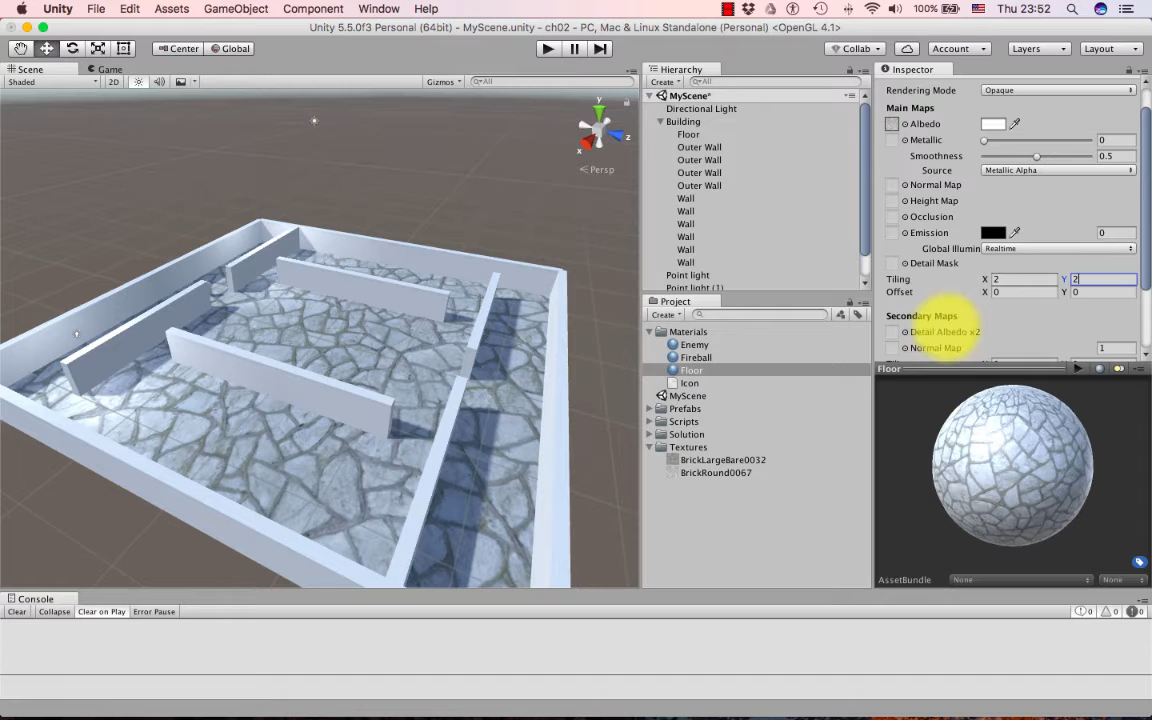 Unity File Edit Assets GameObject Component Window Help 100% Thu 23:52
Unity 5.5.0f3 Personal (64bit) - MyScene.unity - ch02 - PC, Mac & Linux Standalone (Personal) <OpenGL 4.1>
Center Global Collab Account Layers Layout
Scene Game
Shaded 2D Gizmos All
y
x
z
Persp
Hierarchy
Create All
MyScene*
Directional Light
Building
Floor
Outer Wall
Outer Wall
Outer Wall
Outer Wall
Wall
Wall
Wall
Wall
Wall
Wall
Point light
Point light (1)
Project
Create
Materials
Enemy
Fireball
Floor
Icon
MyScene
Prefabs
Scripts
Solution
Textures
BrickLargeBare0032
BrickRound0067
Inspector
Rendering Mode Opaque
Main Maps
Albedo
Metallic 0
Smoothness 0.5
Source Metallic Alpha
Normal Map
Height Map
Occlusion
Emission 0
Global Illumin Realtime
Detail Mask
Tiling X 2 Y 2
Offset X 0 Y 0
Secondary Maps
Detail Albedo x2
Normal Map 1
Floor
AssetBundle None None
Console
Clear Collapse Clear on Play Error Pause 0 0 0